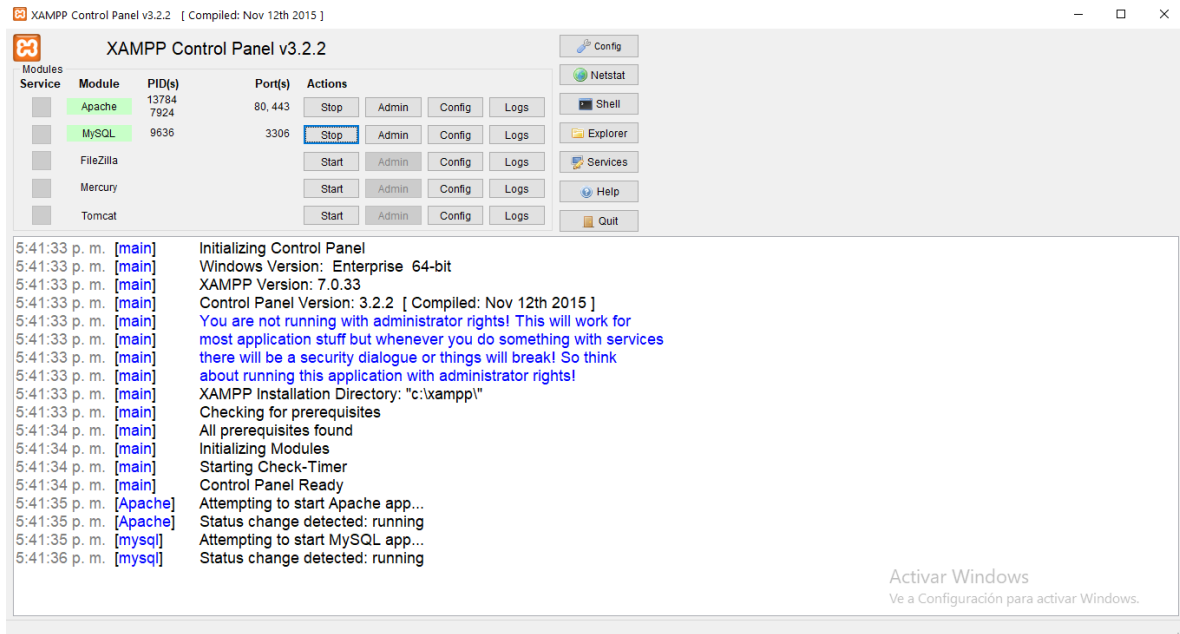 XAMPP Control Panel v3.2.2 [ Compiled: Nov 12th 2015 ]
XAMPP Control Panel v3.2.2
Config
Modules
Service Module PID(s) Port(s) Actions
Netstat
Apache 13784 7924 80, 443 Stop Admin Config Logs
Shell
MySQL 9636 3306 Stop Admin Config Logs
Explorer
FileZilla Start Admin Config Logs
Services
Mercury Start Admin Config Logs
Help
Tomcat Start Admin Config Logs
Quit
5:41:33 p. m. [main] Initializing Control Panel
5:41:33 p. m. [main] Windows Version: Enterprise 64-bit
5:41:33 p. m. [main] XAMPP Version: 7.0.33
5:41:33 p. m. [main] Control Panel Version: 3.2.2 [ Compiled: Nov 12th 2015 ]
5:41:33 p. m. [main] You are not running with administrator rights! This will work for
5:41:33 p. m. [main] most application stuff but whenever you do something with services
5:41:33 p. m. [main] there will be a security dialogue or things will break! So think
5:41:33 p. m. [main] about running this application with administrator rights!
5:41:33 p. m. [main] XAMPP Installation Directory: "c:\xampp\"
5:41:33 p. m. [main] Checking for prerequisites
5:41:34 p. m. [main] All prerequisites found
5:41:34 p. m. [main] Initializing Modules
5:41:34 p. m. [main] Starting Check-Timer
5:41:34 p. m. [main] Control Panel Ready
5:41:35 p. m. [Apache] Attempting to start Apache app...
5:41:35 p. m. [Apache] Status change detected: running
5:41:35 p. m. [mysql] Attempting to start MySQL app...
5:41:36 p. m. [mysql] Status change detected: running
Activar Windows
Ve a Configuración para activar Windows.